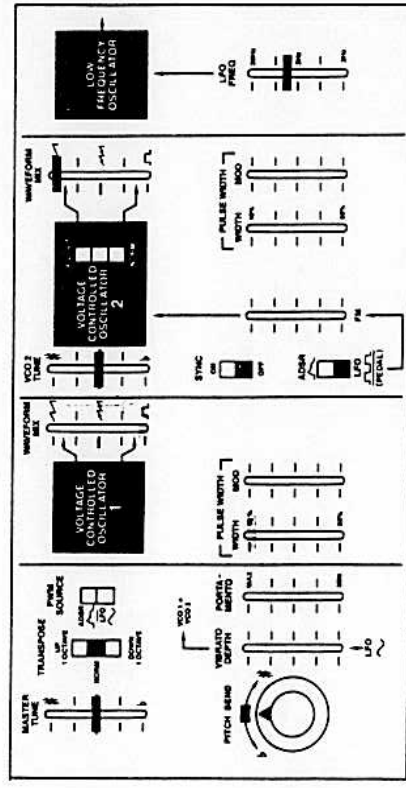 MASTER
TUNE
TRANSPOSE
UP
1 OCTAVE
NORM
DOWN
1 OCTAVE
PWM
SOURCE
ADSR
LFO
PITCH BEND
VIBRATO
DEPTH
LFO
VCO 1 +
VCO 2
PORTA-
MENTO
MAX
VOLTAGE
CONTROLLED
OSCILLATOR
1
WAVEFORM
MIX
PULSE WIDTH
WIDTH
MOD
50%
VCO 2
TUNE
VOLTAGE
CONTROLLED
OSCILLATOR
2
WAVEFORM
MIX
SYNC
ON
OFF
ADSR
LFO
(PEDAL)
FM
PULSE WIDTH
WIDTH
MOD
10%
LOW
FREQUENCY
OSCILLATOR
LFO
FREQ